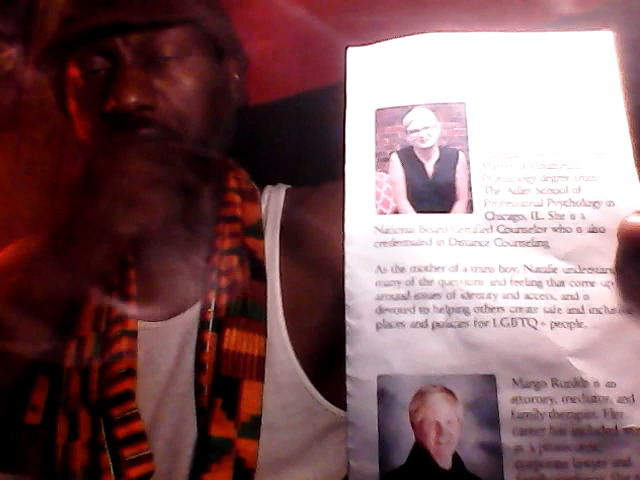 Psychology degree from
The Adler School of
Professional Psychology in
Chicago, IL. She is a
National Board Certified Counselor who is also
credentialed in Distance Counseling
As the mother of a trans boy, Natalie understands
many of the questions and feeling that come up
around issues of identity and access, and is
devoted to helping others create safe and inclusive
places and policies for LGBTQ+ people.
Margo is an
attorney, mediator, and
family therapist. Her
career has included
as a prosecutor,
corporate lawyer and